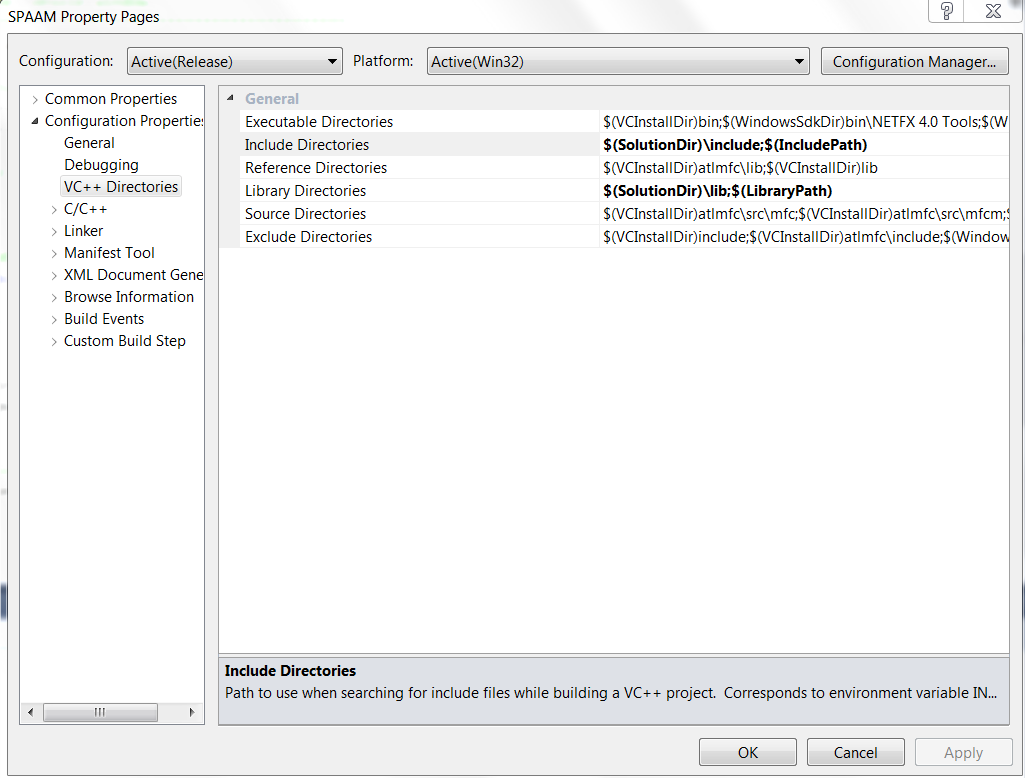 SPAAM Property Pages
Configuration: Active(Release) Platform: Active(Win32) Configuration Manager...
Common Properties
Configuration Properties
General
Debugging
VC++ Directories
C/C++
Linker
Manifest Tool
XML Document Gene
Browse Information
Build Events
Custom Build Step
General
Executable Directories $(VCInstallDir)bin;$(WindowsSdkDir)bin\NETFX 4.0 Tools;$(W
Include Directories $(SolutionDir)\include;$(IncludePath)
Reference Directories $(VCInstallDir)atlmfc\lib;$(VCInstallDir)lib
Library Directories $(SolutionDir)\lib;$(LibraryPath)
Source Directories $(VCInstallDir)atlmfc\src\mfc;$(VCInstallDir)atlmfc\src\mfcm;$
Exclude Directories $(VCInstallDir)include;$(VCInstallDir)atlmfc\include;$(Window
Include Directories
Path to use when searching for include files while building a VC++ project. Corresponds to environment variable IN...
OK Cancel Apply